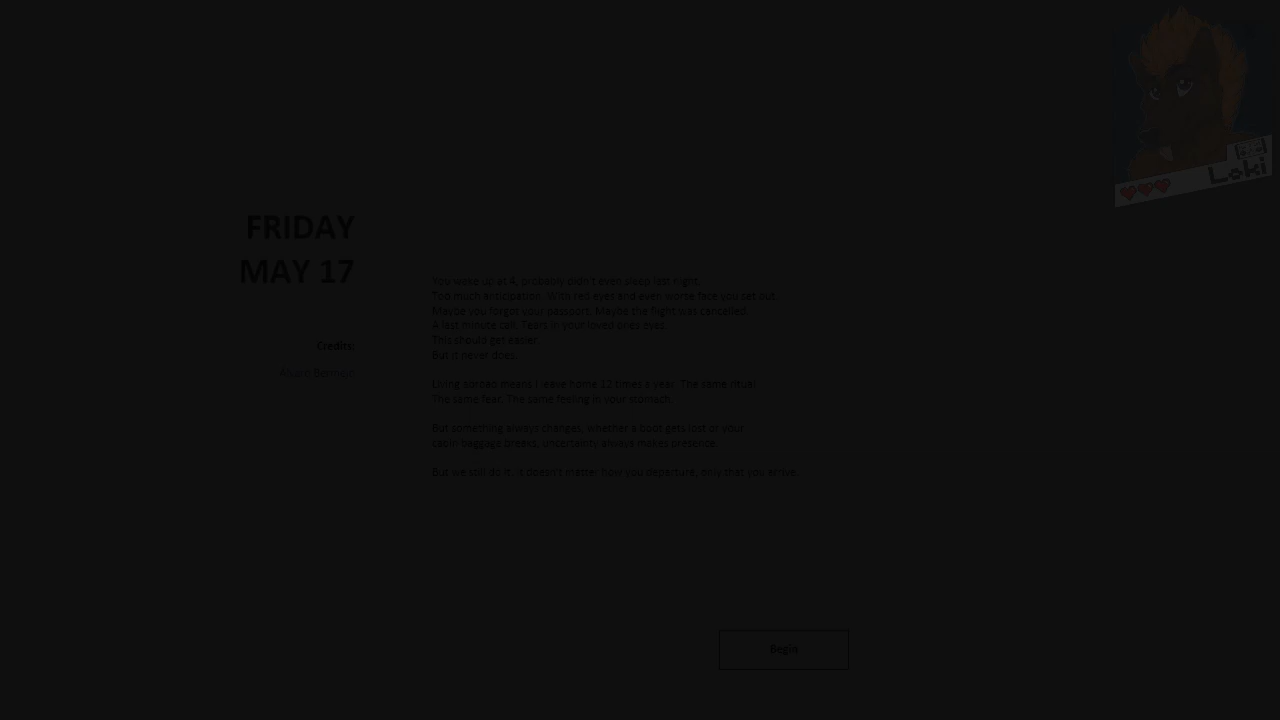 FRIDAY
MAY 17
Credits:
You woke up at 4, probably didn't even sleep last night.
Too much anticipation. With red eyes and even worse face you set out.
Maybe you forgot your passport. Maybe the flight was cancelled.
A last minute call. Tears in your loved ones eyes.
This should get easier.
But it never does.
Living abroad means I leave home 12 times a year. The same ritual.
The same fear. The same feeling in your stomach.
But something always changes, whether a boot gets lost or your
cabin baggage breaks, uncertainty always makes presence.
But we still do it. It doesn't matter how you departure, only that you arrive.
Begin
Loki